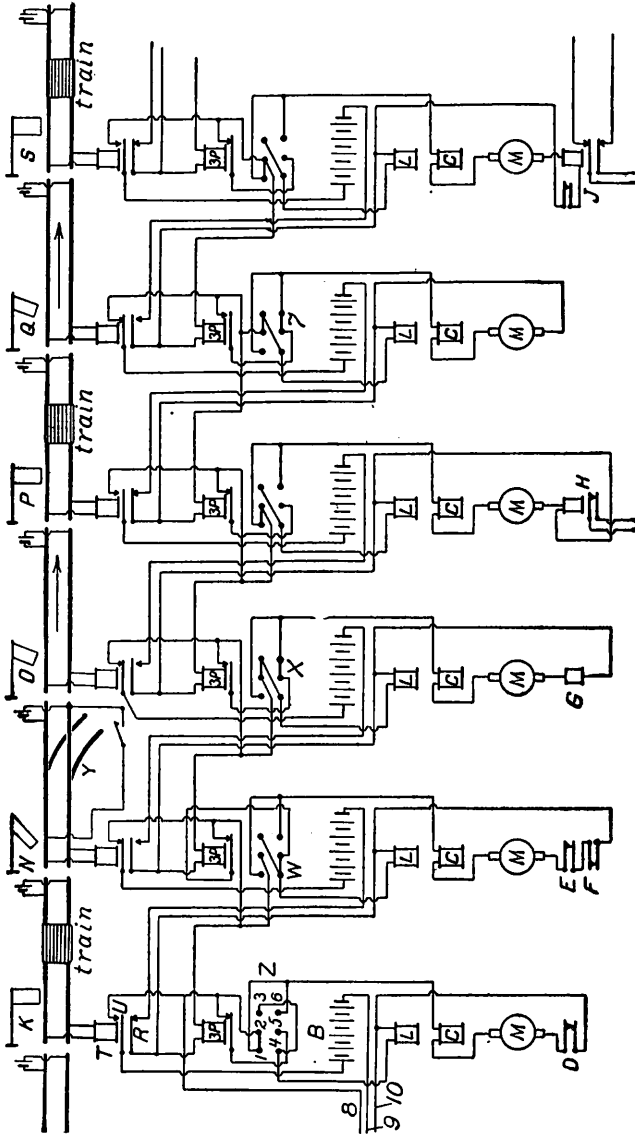 K N O P Q S
train train train
T U
R Y
3P 3P 3P 3P 3P 3P
Z
1 2 3
4 5 6
W X 7
B
8
9 10
L L L L L L
C C C C C C
M M M M M M
D E G H J
F